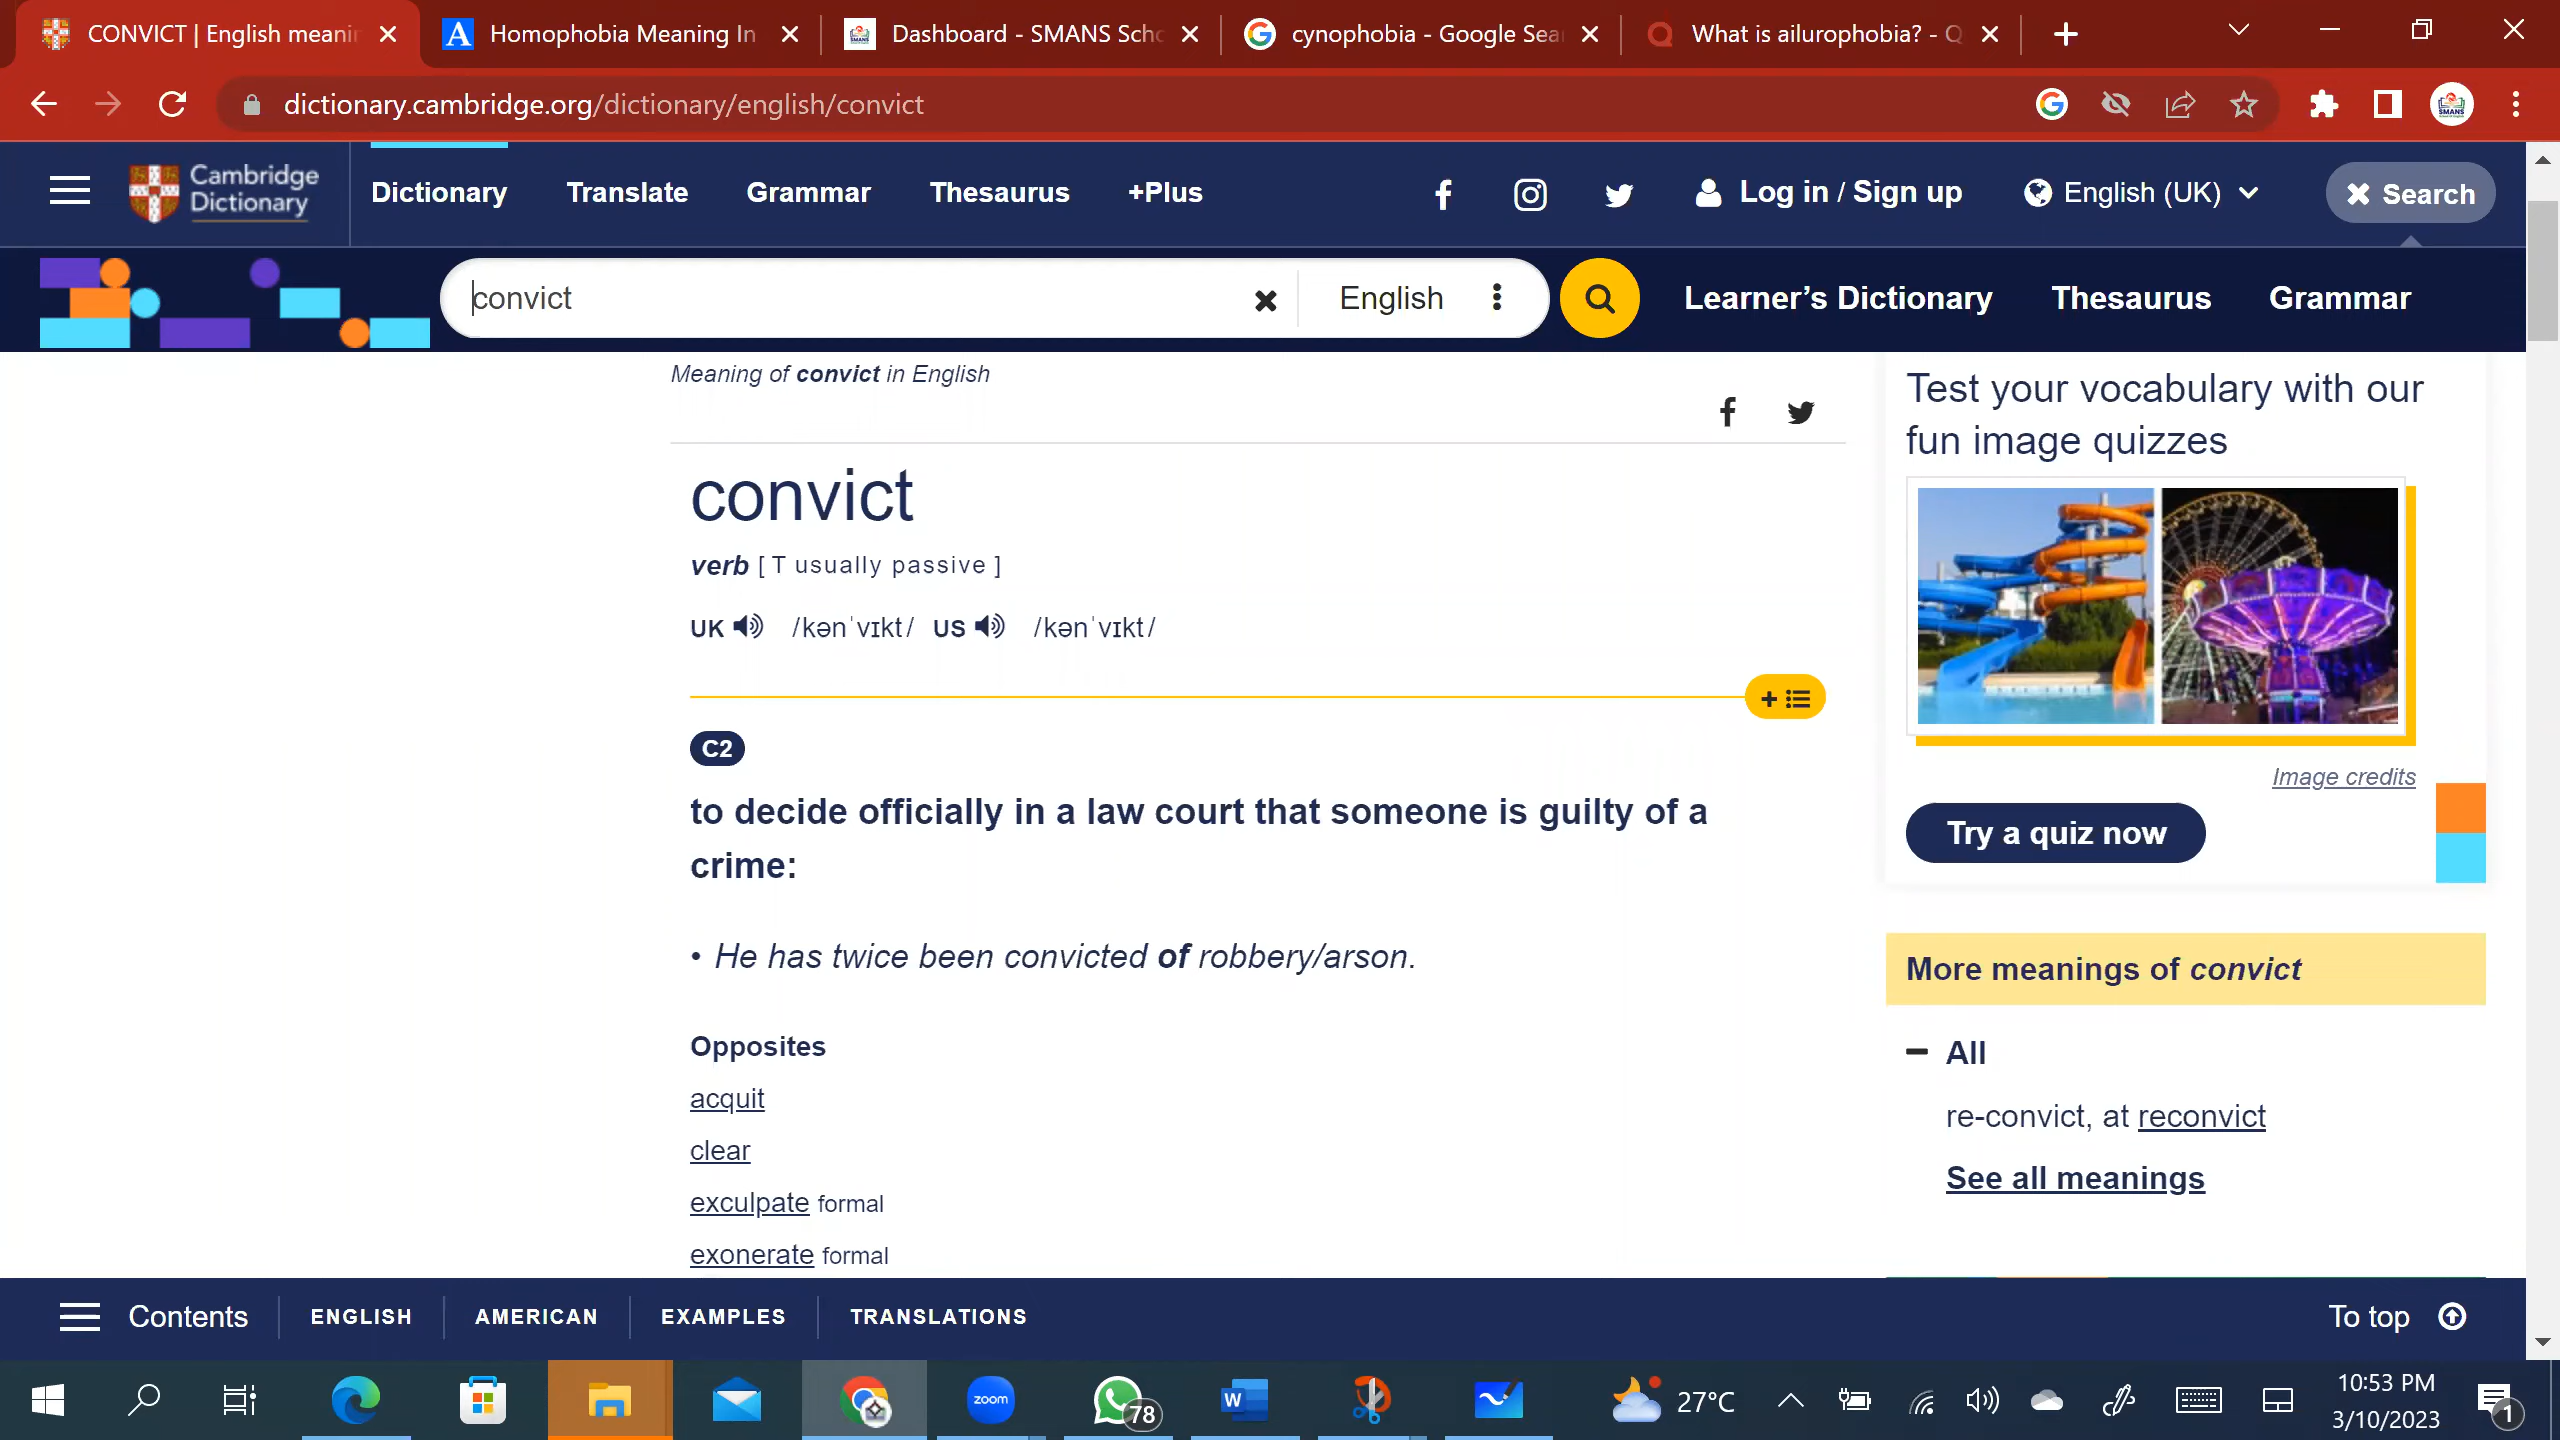 CONVICT | English meanin
Homophobia Meaning In
Dashboard - SMANS Scho
cynophobia - Google Sear
What is ailurophobia? - Q
dictionary.cambridge.org/dictionary/english/convict
Cambridge
Dictionary
Dictionary
Translate
Grammar
Thesaurus
+Plus
Log in / Sign up
English (UK)
Search
convict
English
Learner’s Dictionary
Thesaurus
Grammar
Meaning of convict in English
convict
verb [ T usually passive ]
UK /kənˈvɪkt/ US /kənˈvɪkt/
C2
to decide officially in a law court that someone is guilty of a
crime:
• He has twice been convicted of robbery/arson.
Opposites
acquit
clear
exculpate formal
exonerate formal
Test your vocabulary with our
fun image quizzes
Image credits
Try a quiz now
More meanings of convict
All
re-convict, at reconvict
See all meanings
Contents
ENGLISH
AMERICAN
EXAMPLES
TRANSLATIONS
To top
zoom
78
W
27°C
10:53 PM
3/10/2023
1